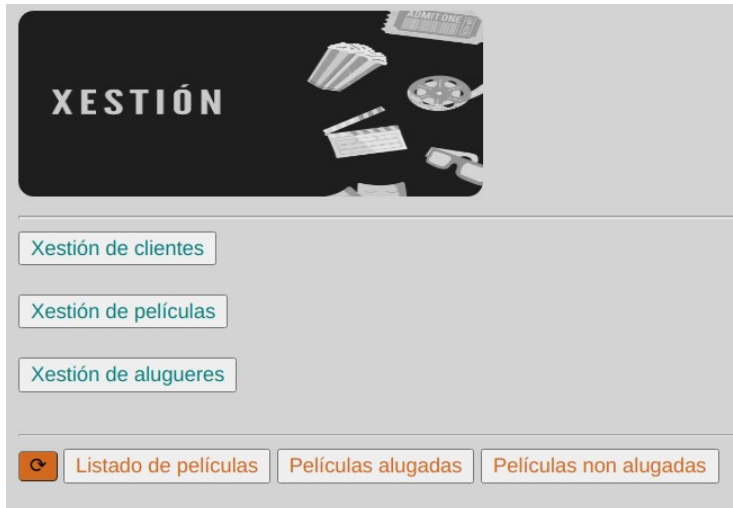 ADMIT ONE
XESTIÓN
Xestión de clientes
Xestión de películas
Xestión de alugueres
⟳ Listado de películas Películas alugadas Películas non alugadas